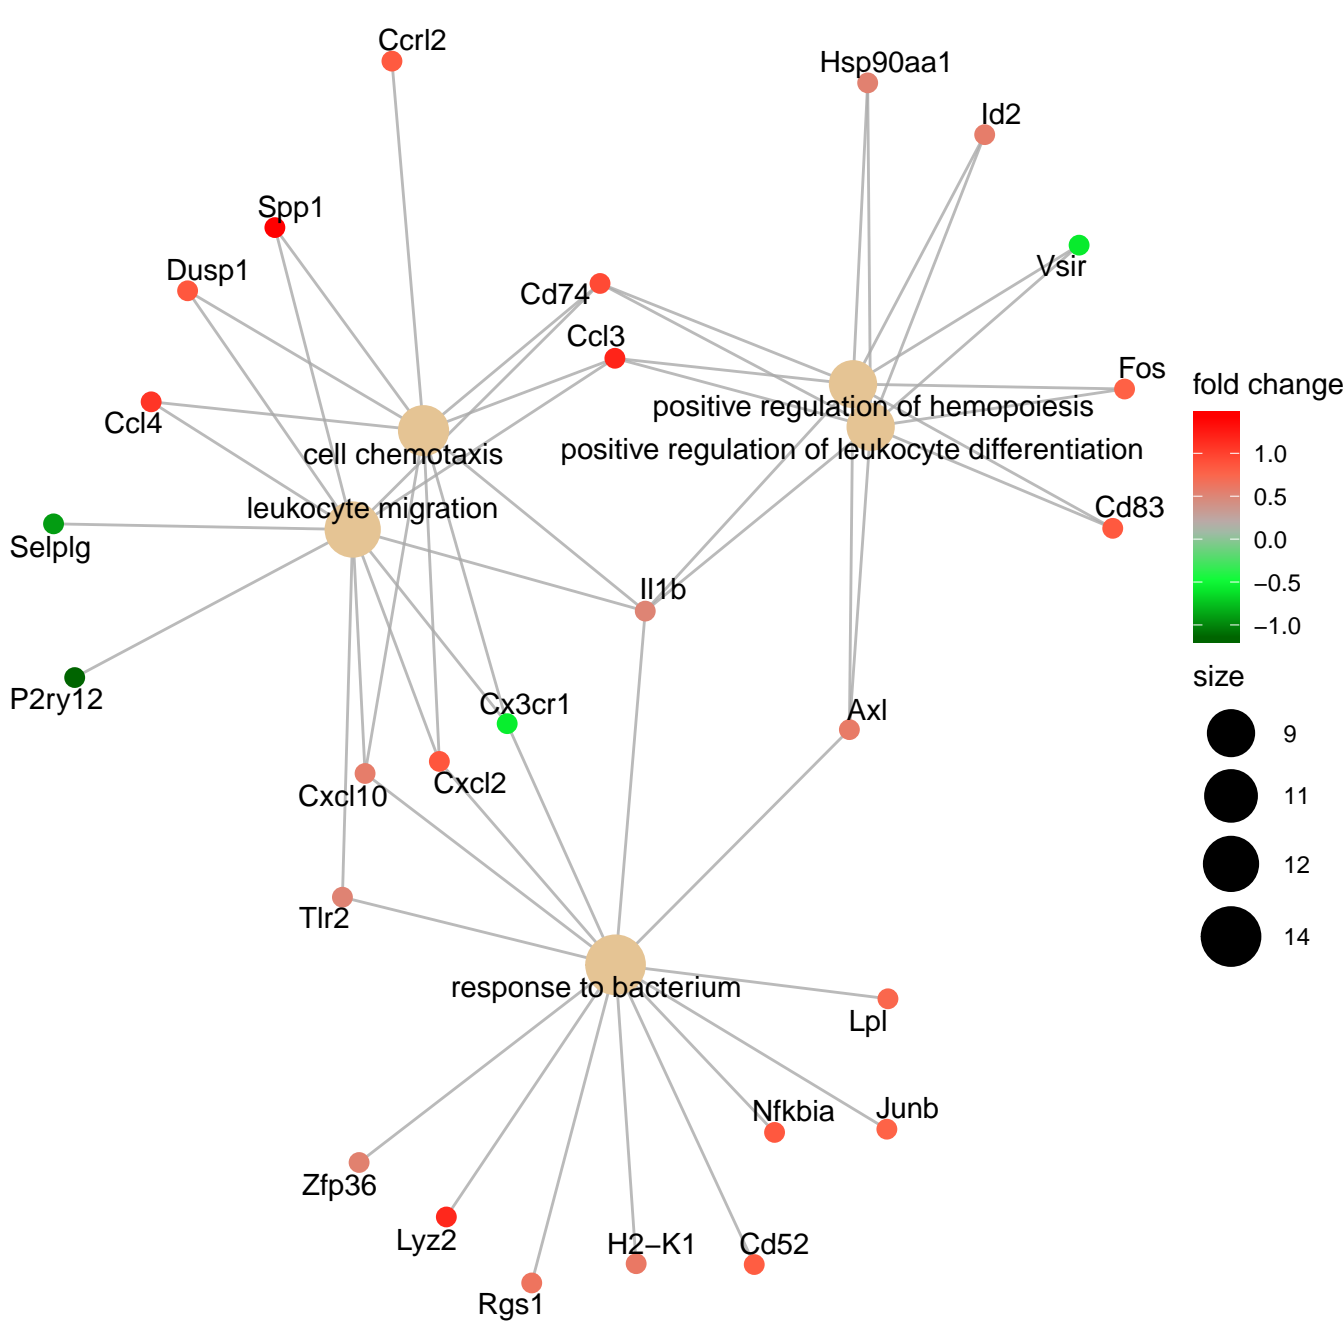 Ccrl2
Hsp90aa1
Id2
Spp1
Dusp1
Vsir
Cd74
Ccl3
Fos
fold change
Ccl4
positive regulation of hemopoiesis
cell chemotaxis
positive regulation of leukocyte differentiation
1.0
0.5
0.0
−0.5
−1.0
leukocyte migration
Cd83
Selplg
Il1b
P2ry12
Cx3cr1
Axl
size
9
11
12
14
Cxcl10
Cxcl2
Tlr2
response to bacterium
Lpl
Nfkbia
Junb
Zfp36
Lyz2
H2−K1
Cd52
Rgs1